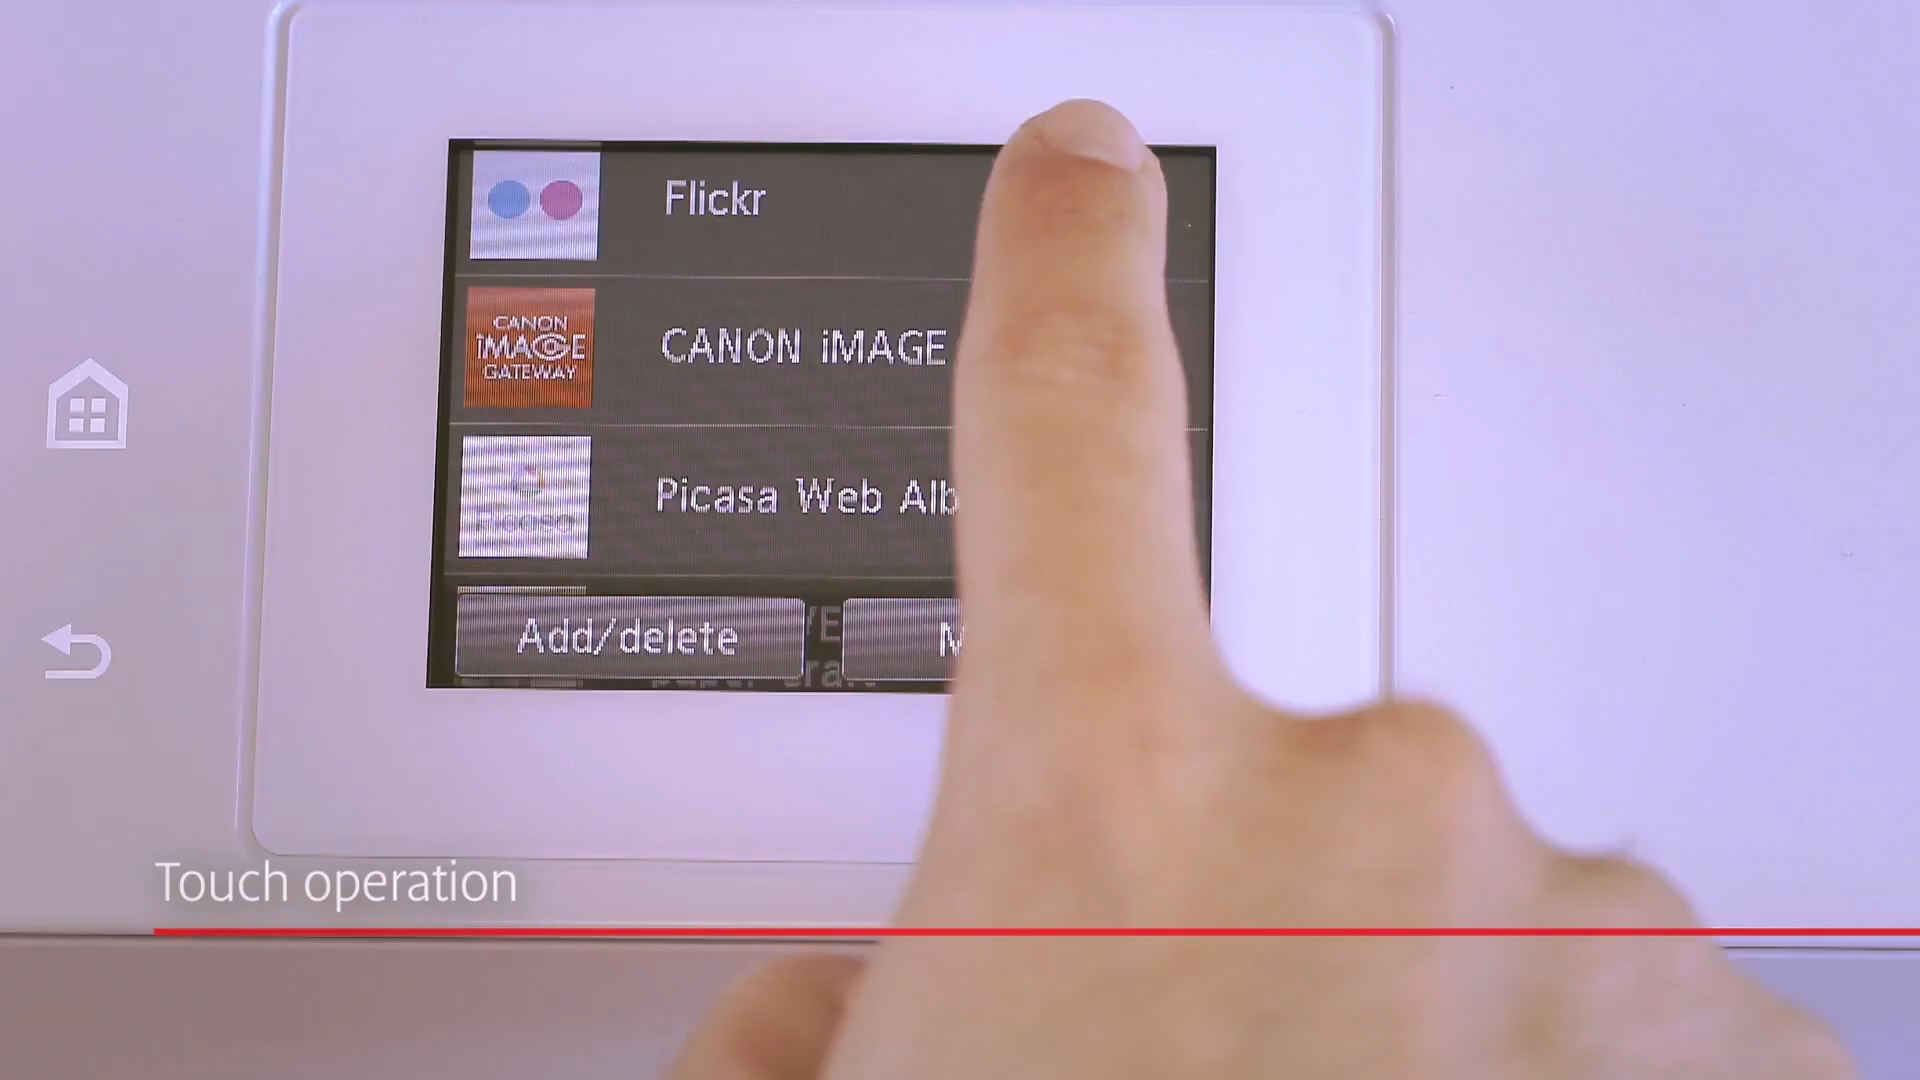 Flickr
CANON
iMAGE
GATEWAY
CANON iMAGE
Picasa Web Alb
Add/delete
Touch operation